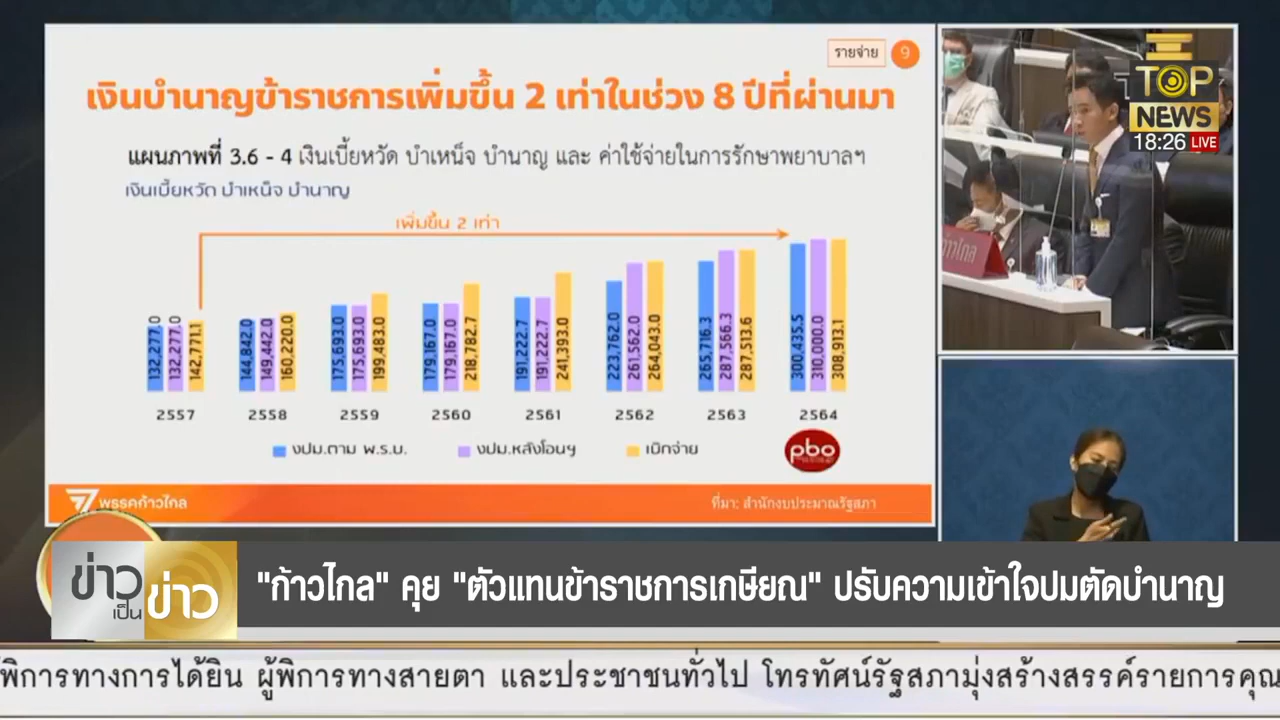 รายจ่าย 9
เงินบำนาญข้าราชการเพิ่มขึ้น 2 เท่าในช่วง 8 ปีที่ผ่านมา
แผนภาพที่ 3.6 - 4 เงินเบี้ยหวัด บำเหน็จ บำนาญ และ ค่าใช้จ่ายในการรักษาพยาบาลฯ
เงินเบี้ยหวัด บำเหน็จ บำนาญ
เพิ่มขึ้น 2 เท่า
132,277.0 132,277.0 142,771.1 144,842.0 149,442.0 160,220.0 175,693.0 175,693.0 199,483.0 179,167.0 179,167.0 218,782.7 191,222.7 191,222.7 241,393.0 223,762.0 261,562.0 264,043.0 265,716.3 287,566.3 287,513.6 300,435.5 310,000.0 308,913.1
2557 2558 2559 2560 2561 2562 2563 2564
งปม.ตาม พ.ร.บ. งปม.หลังโอนฯ เบิกจ่าย
pbo
พรรคก้าวไกล
ที่มา: สำนักงบประมาณรัฐสภา
TOP
NEWS
18:26 LIVE
ก้าวไกล
ข่าว
เป็น
ข่าว
"ก้าวไกล" คุย "ตัวแทนข้าราชการเกษียณ" ปรับความเข้าใจปมตัดบำนาญ
พิการทางการได้ยิน ผู้พิการทางสายตา และประชาชนทั่วไป โทรทัศน์รัฐสภามุ่งสร้างสรรค์รายการคุณ